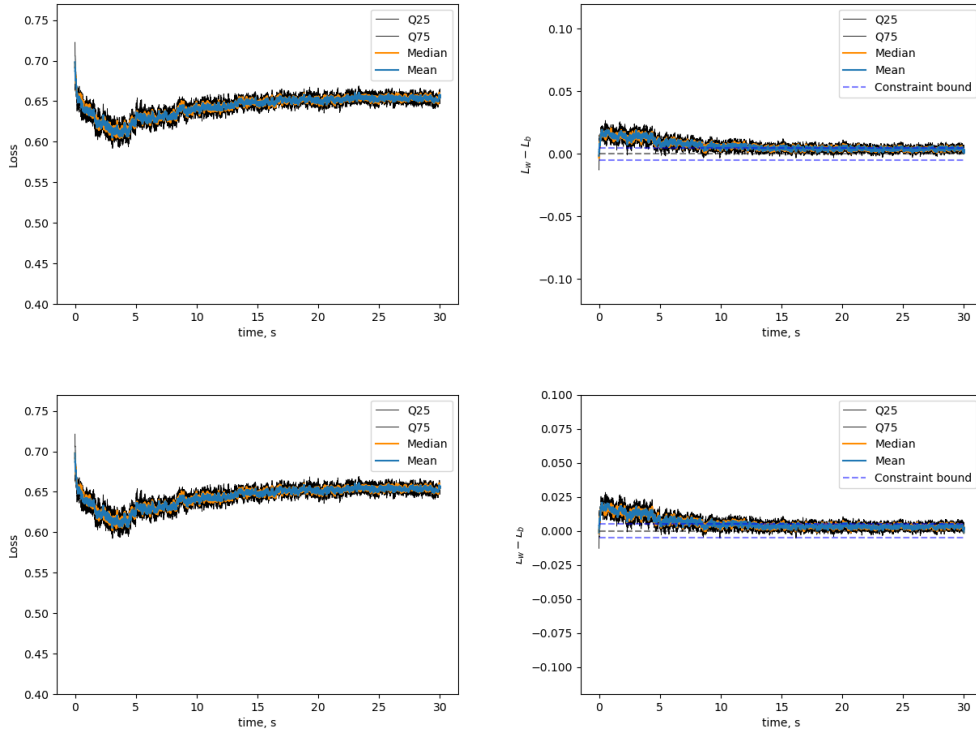 0.75
0.70
0.65
0.60
0.55
0.50
0.45
0.40
Loss
0 5 10 15 20 25 30
time, s
Q25
Q75
Median
Mean
0.10
0.05
0.00
−0.05
−0.10
L_w − L_b
0 5 10 15 20 25 30
time, s
Q25
Q75
Median
Mean
Constraint bound
0.75
0.70
0.65
0.60
0.55
0.50
0.45
0.40
Loss
0 5 10 15 20 25 30
time, s
Q25
Q75
Median
Mean
0.100
0.075
0.050
0.025
0.000
−0.025
−0.050
−0.075
−0.100
L_w − L_b
0 5 10 15 20 25 30
time, s
Q25
Q75
Median
Mean
Constraint bound